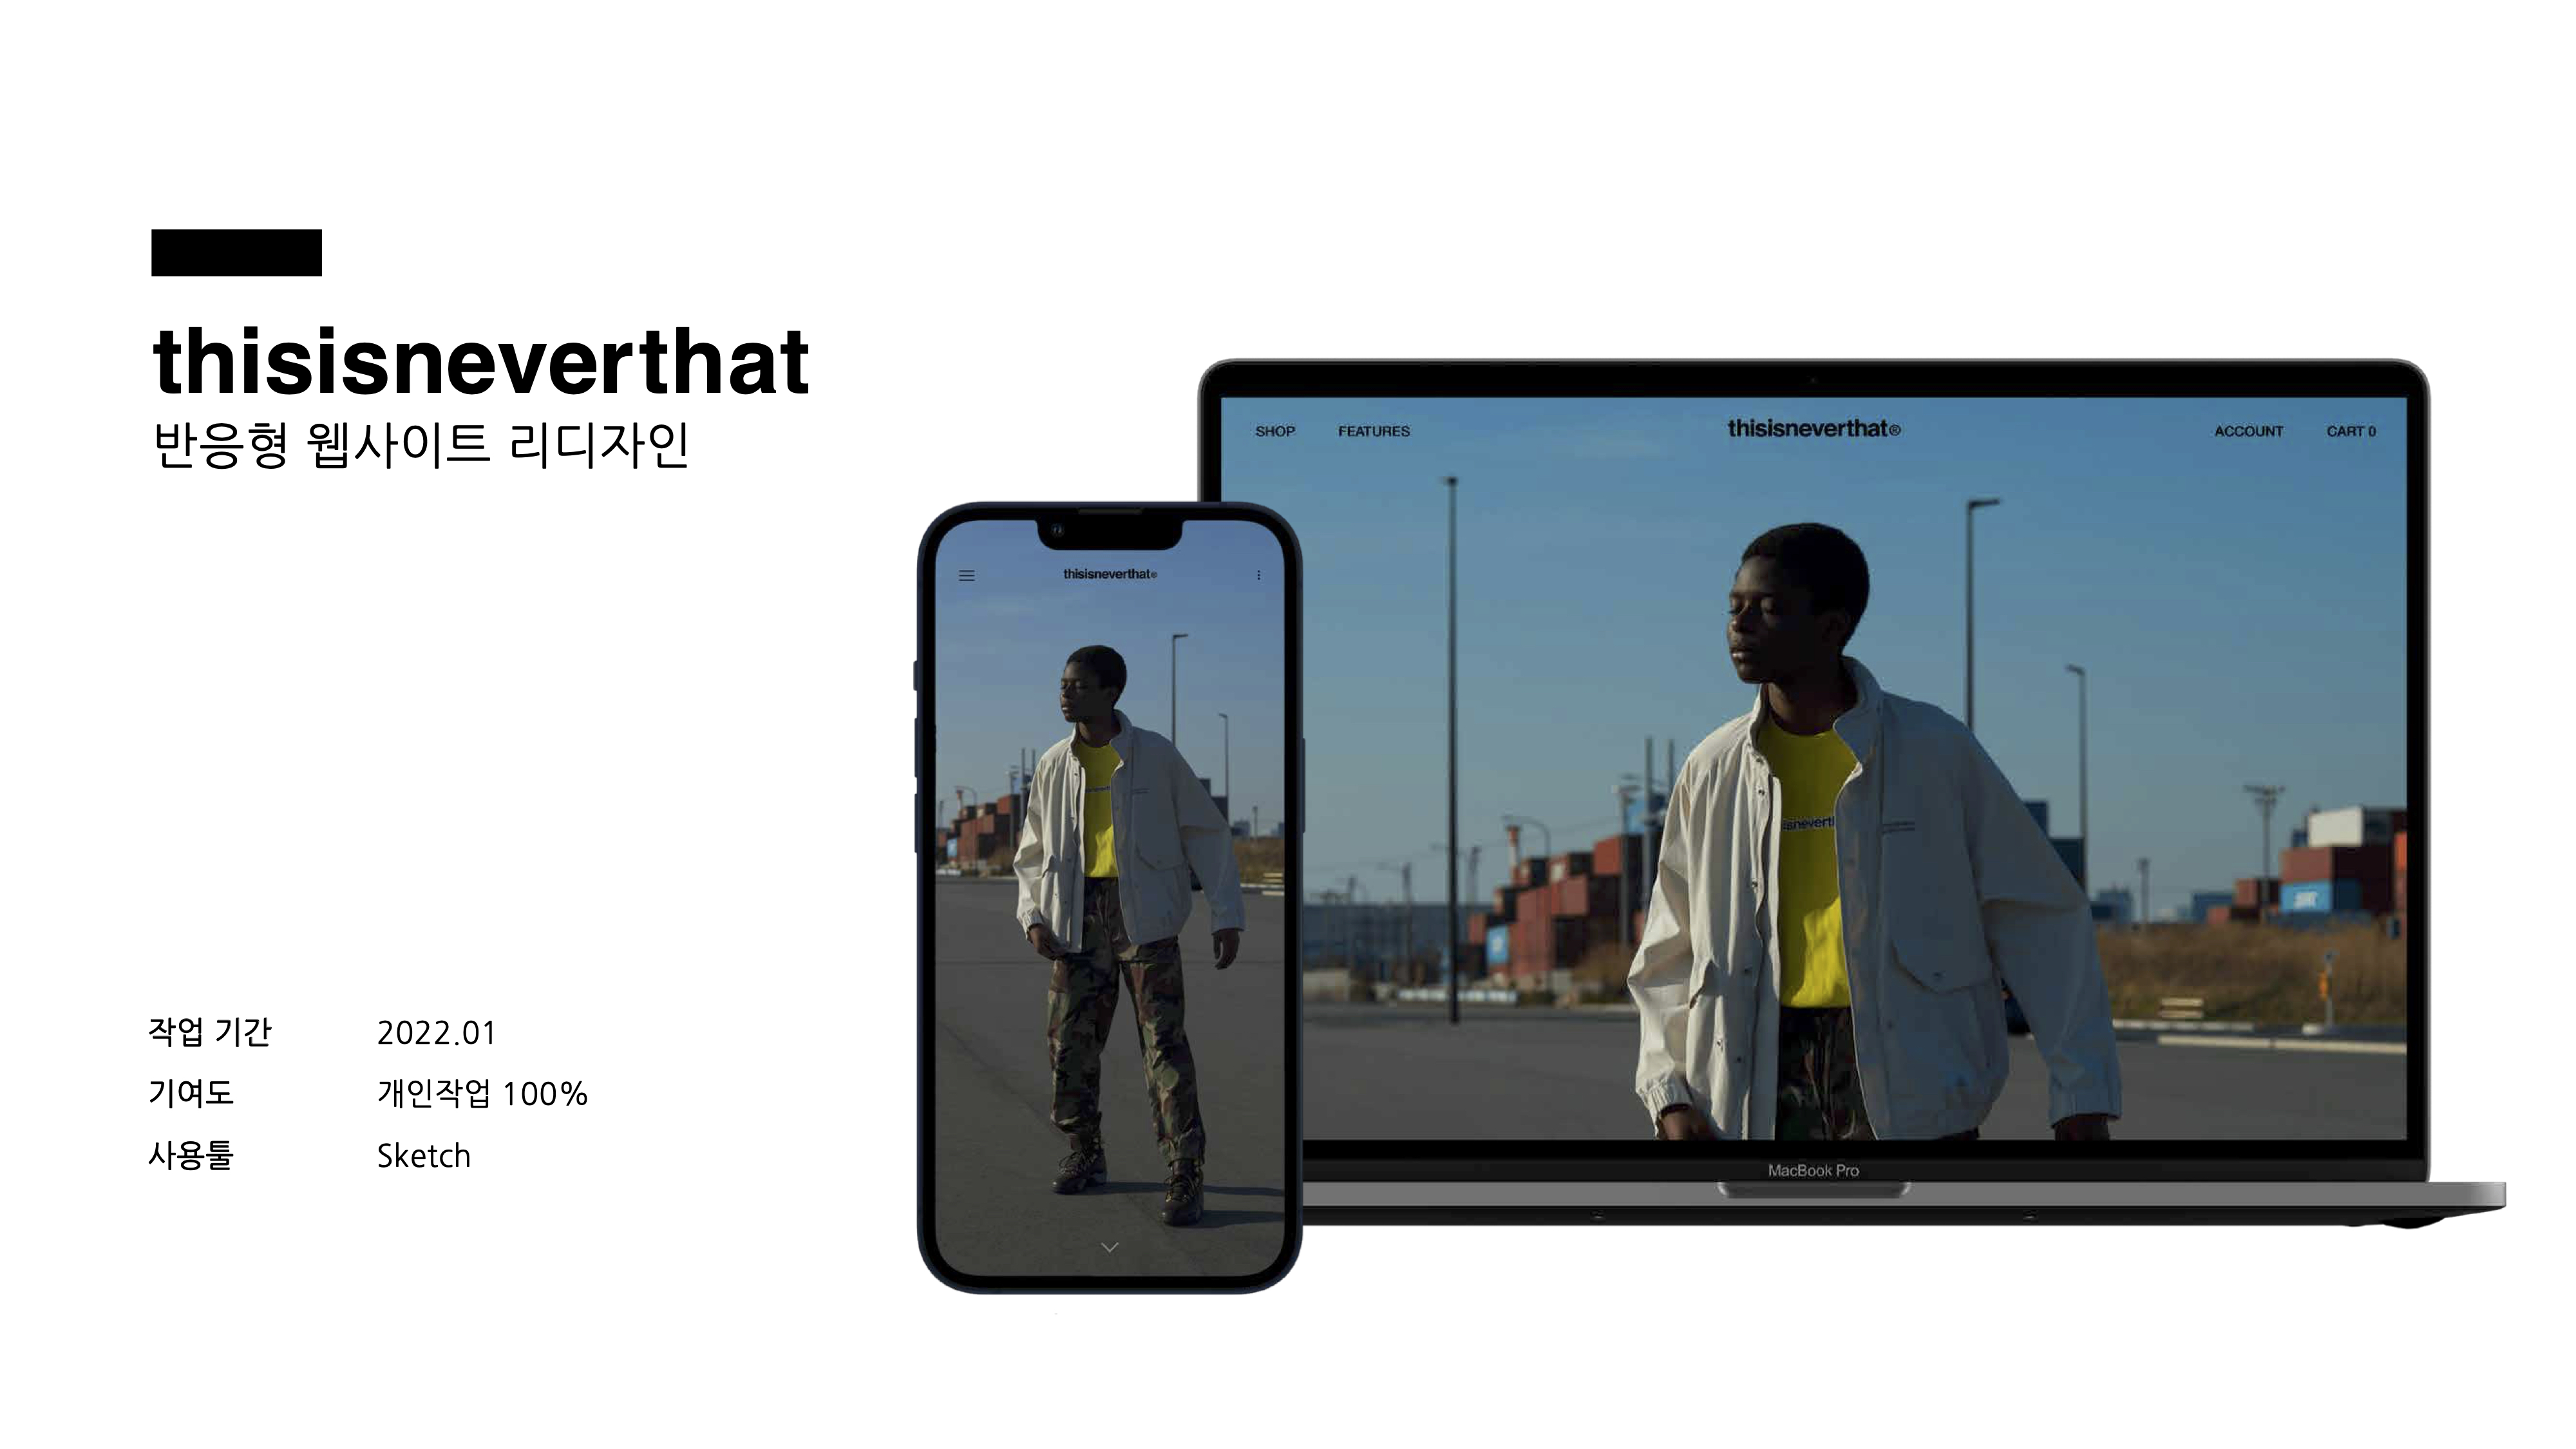 thisisneverthat
반응형 웹사이트 리디자인
작업 기간 2022.01
기여도 개인작업 100%
사용툴 Sketch
thisisneverthat®
SHOP FEATURES thisisneverthat® ACCOUNT CART 0
isneverth
MacBook Pro